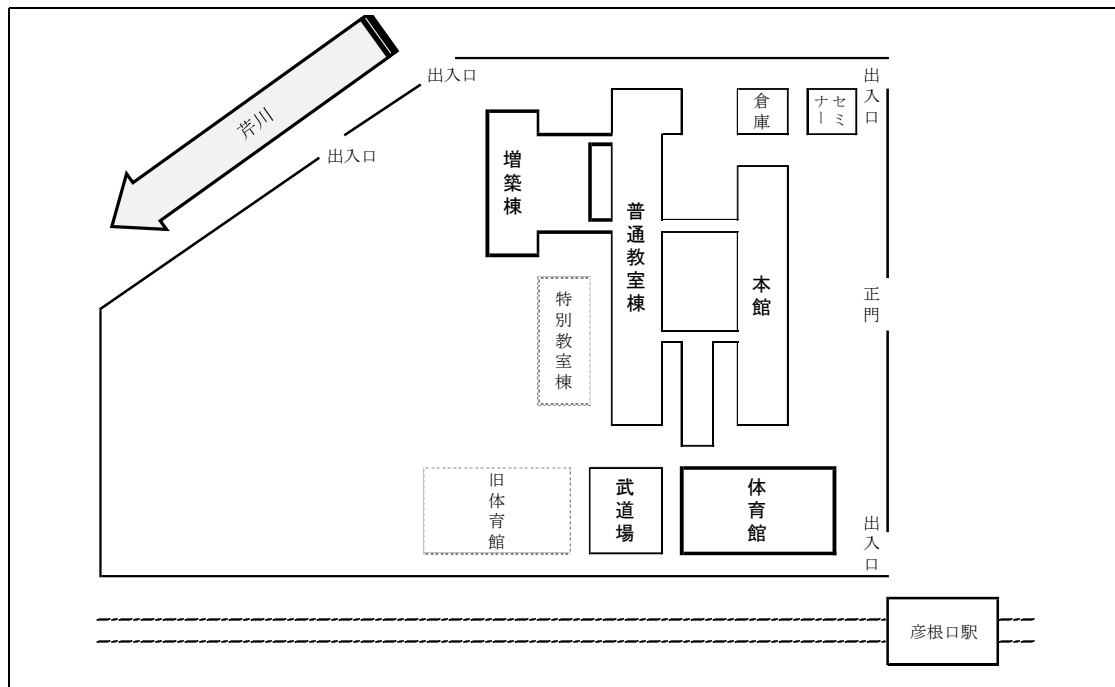 芹川
出入口
出入口
増築棟
普通教室棟
倉庫
セミ
ナー
出入口
本館
正門
特別教室棟
旧体育館
武道場
体育館
出入口
彦根口駅